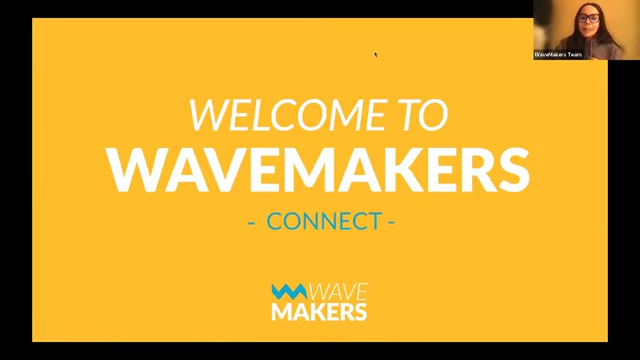 WaveMakers Team
WELCOME TO
WAVEMAKERS
- CONNECT -
WAVE
MAKERS